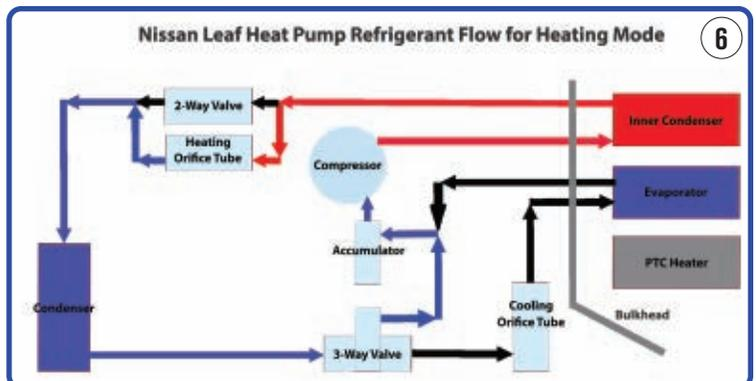 Nissan Leaf Heat Pump Refrigerant Flow for Heating Mode
6
2-Way Valve
Heating
Orifice Tube
Compressor
Inner Condenser
Evaporator
Accumulator
PTC Heater
Condenser
Cooling
Orifice Tube
Bulkhead
3-Way Valve